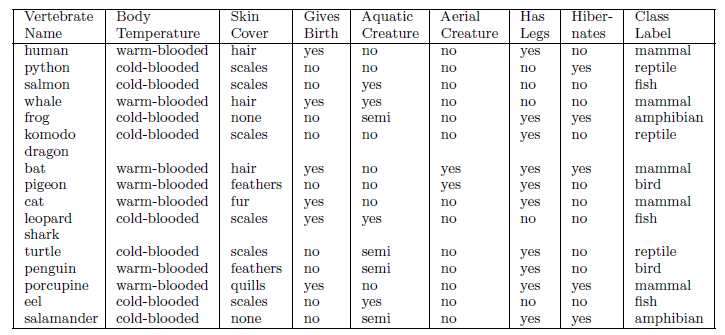 Vertebrate Body Skin Gives Aquatic Aerial Has Hiber- Class
Name Temperature Cover Birth Creature Creature Legs nates Label
human warm-blooded hair yes no no yes no mammal
python cold-blooded scales no no no no yes reptile
salmon cold-blooded scales no yes no no no fish
whale warm-blooded hair yes yes no no no mammal
frog cold-blooded none no semi no yes yes amphibian
komodo cold-blooded scales no no no yes no reptile
dragon
bat warm-blooded hair yes no yes yes yes mammal
pigeon warm-blooded feathers no no yes yes no bird
cat warm-blooded fur yes no no yes no mammal
leopard cold-blooded scales yes yes no no no fish
shark
turtle cold-blooded scales no semi no yes no reptile
penguin warm-blooded feathers no semi no yes no bird
porcupine warm-blooded quills yes no no yes yes mammal
eel cold-blooded scales no yes no no no fish
salamander cold-blooded none no semi no yes yes amphibian